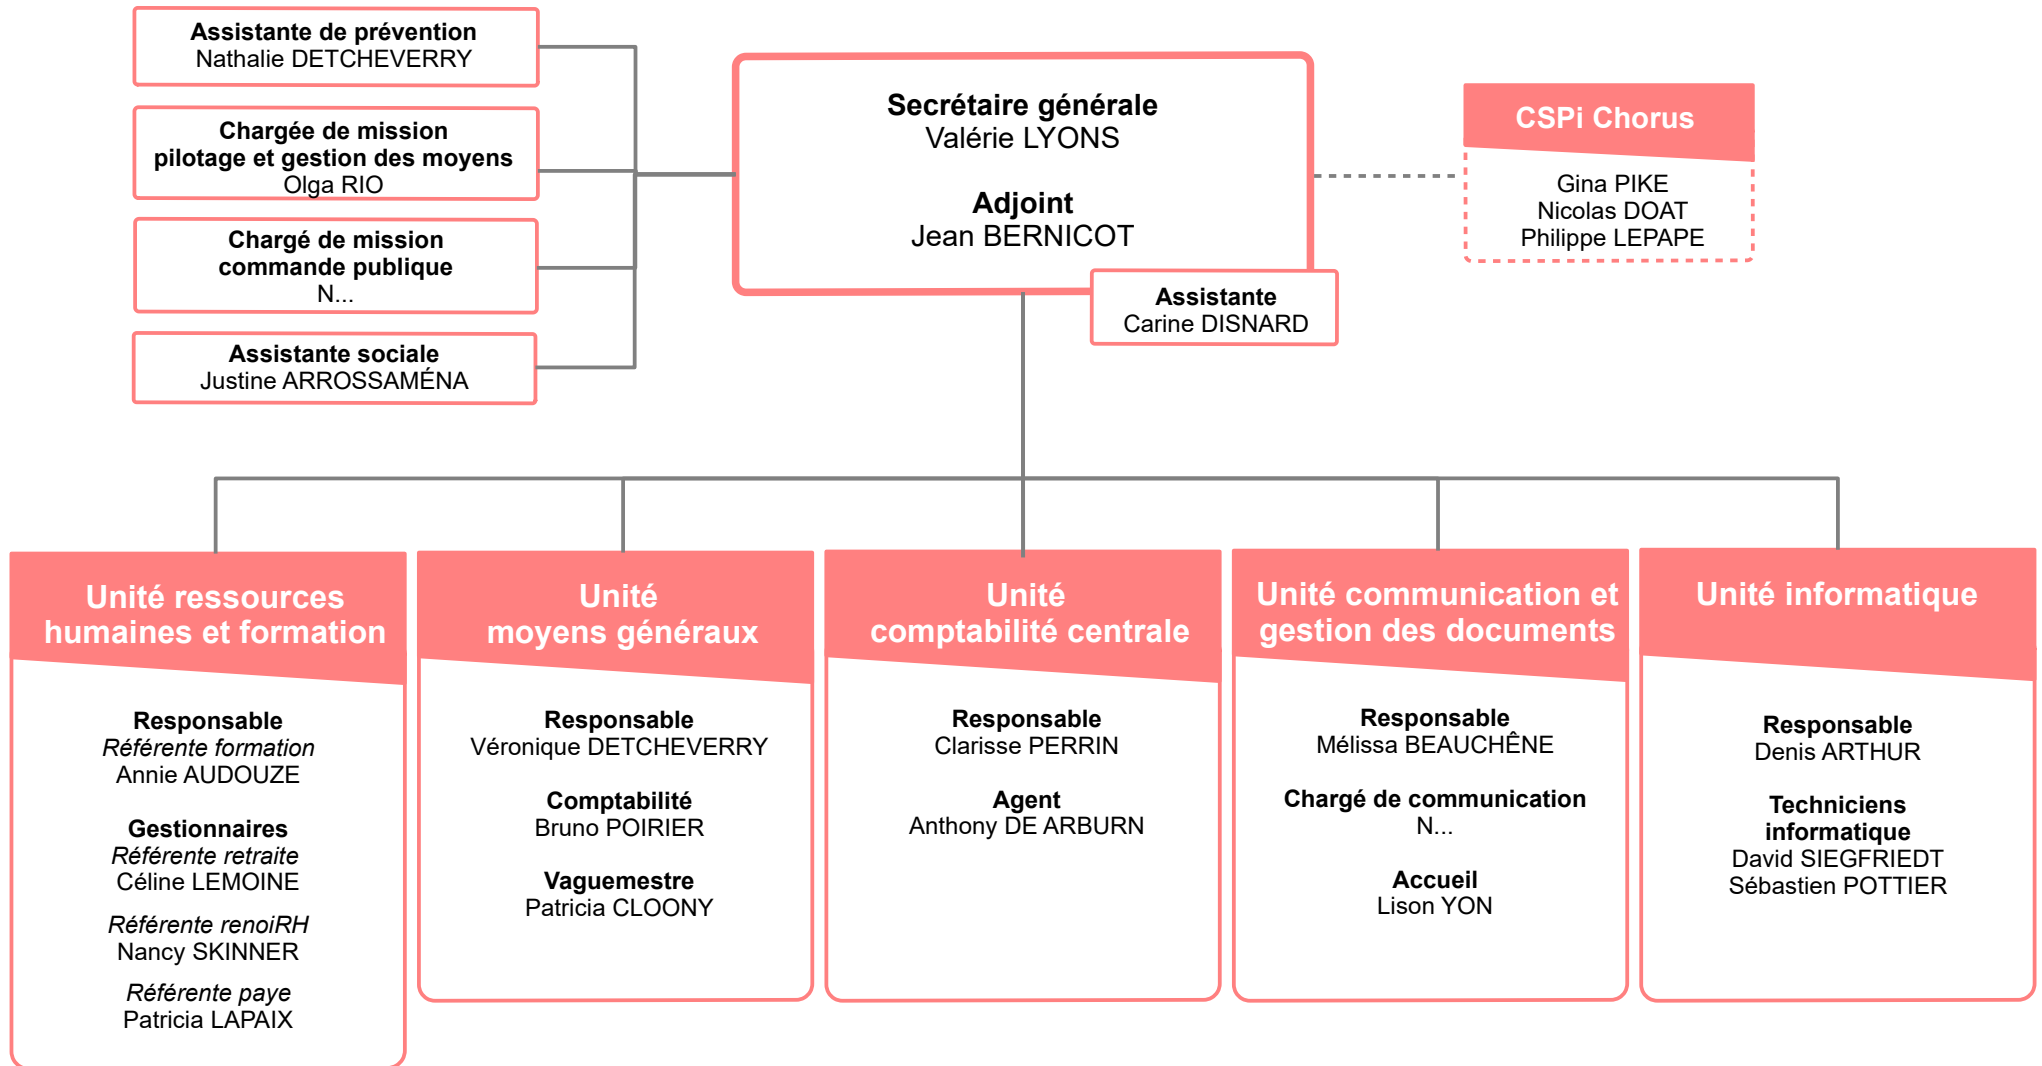 Assistante de prévention
Nathalie DETCHEVERRY
Chargée de mission
pilotage et gestion des moyens
Olga RIO
Chargé de mission
commande publique
N...
Assistante sociale
Justine ARROSSAMÉNA
Secrétaire générale
Valérie LYONS
Adjoint
Jean BERNICOT
Assistante
Carine DISNARD
CSPi Chorus
Gina PIKE
Nicolas DOAT
Philippe LEPAPE
Unité ressources
humaines et formation
Responsable
Référente formation
Annie AUDOUZE
Gestionnaires
Référente retraite
Céline LEMOINE
Référente renoiRH
Nancy SKINNER
Référente paye
Patricia LAPAIX
Unité
moyens généraux
Responsable
Véronique DETCHEVERRY
Comptabilité
Bruno POIRIER
Vaguemestre
Patricia CLOONY
Unité
comptabilité centrale
Responsable
Clarisse PERRIN
Agent
Anthony DE ARBURN
Unité communication et
gestion des documents
Responsable
Mélissa BEAUCHÊNE
Chargé de communication
N...
Accueil
Lison YON
Unité informatique
Responsable
Denis ARTHUR
Techniciens
informatique
David SIEGFRIEDT
Sébastien POTTIER